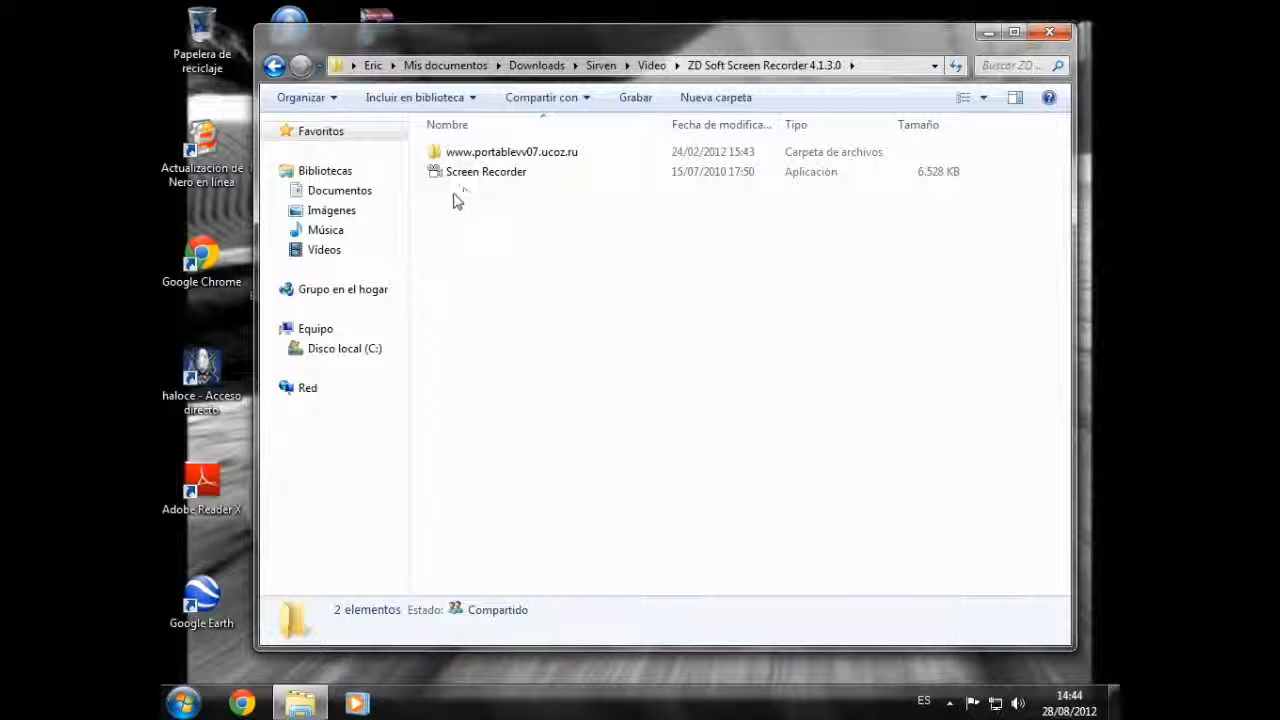 Papelera de
reciclaje
Actualización de
Nero en línea
Google Chrome
haloce - Acceso
directo
Adobe Reader X
Google Earth
Eric
Mis documentos
Downloads
Sirven
Video
ZD Soft Screen Recorder 4.1.3.0
Buscar ZD ...
Organizar
Incluir en biblioteca
Compartir con
Grabar
Nueva carpeta
Favoritos
Bibliotecas
Documentos
Imágenes
Música
Vídeos
Grupo en el hogar
Equipo
Disco local (C:)
Red
Nombre Fecha de modifica... Tipo Tamaño
www.portablevv07.ucoz.ru 24/02/2012 15:43 Carpeta de archivos
Screen Recorder 15/07/2010 17:50 Aplicación 6.528 KB
2 elementos Estado: Compartido
ES
14:44
28/08/2012